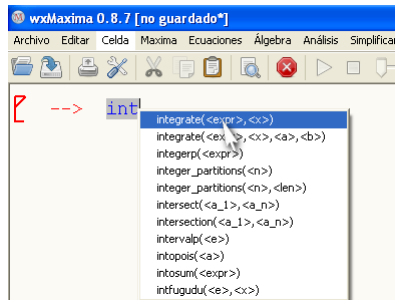 wxMaxima 0.8.7 [no guardado*]
Archivo Editar Celda Maxima Ecuaciones Álgebra Análisis Simplificar
--> int
integrate(<expr>,<x>)
integrate(<expr>,<x>,<a>,<b>)
integerp(<expr>)
integer_partitions(<n>)
integer_partitions(<n>,<len>)
intersect(<a_1>,<a_n>)
intersection(<a_1>,<a_n>)
intervalp(<e>)
intopois(<a>)
intosum(<expr>)
intfugudu(<e>,<x>)